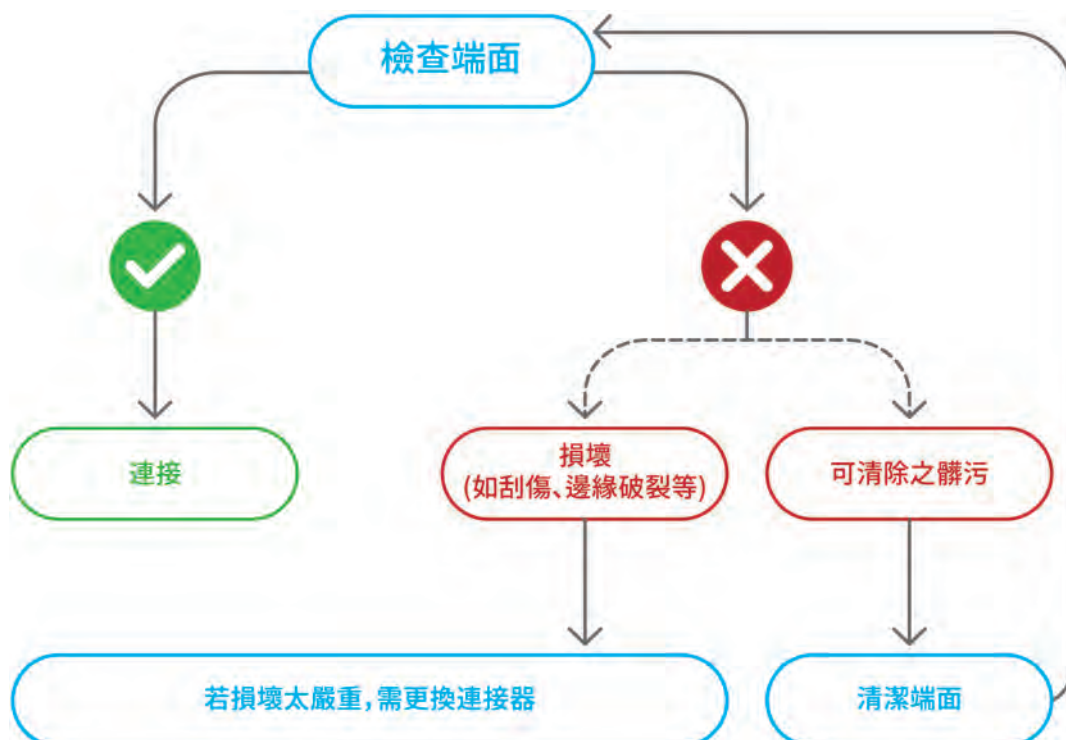 檢查端面
連接
損壞
(如刮傷、邊緣破裂等)
可清除之髒污
若損壞太嚴重,需更換連接器
清潔端面